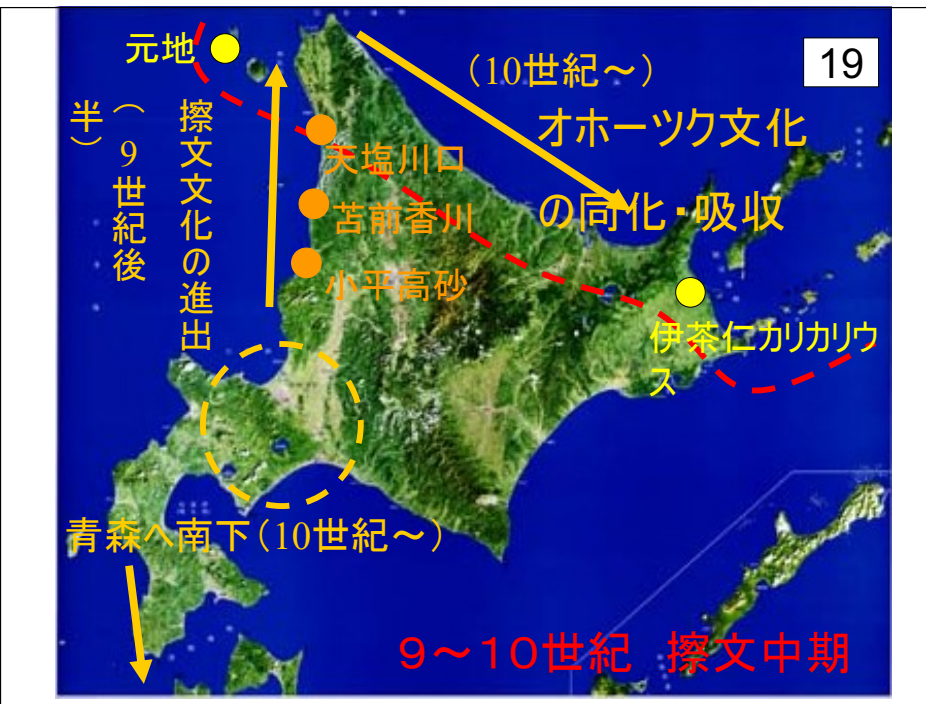 元地
19
(10世紀～)
オホーツク文化
の同化・吸収
擦文文化の進出
（９世紀後
半）
天塩川口
苫前香川
小平高砂
伊茶仁カリカリウ
ス
青森へ南下(10世紀～)
９～１０世紀　擦文中期